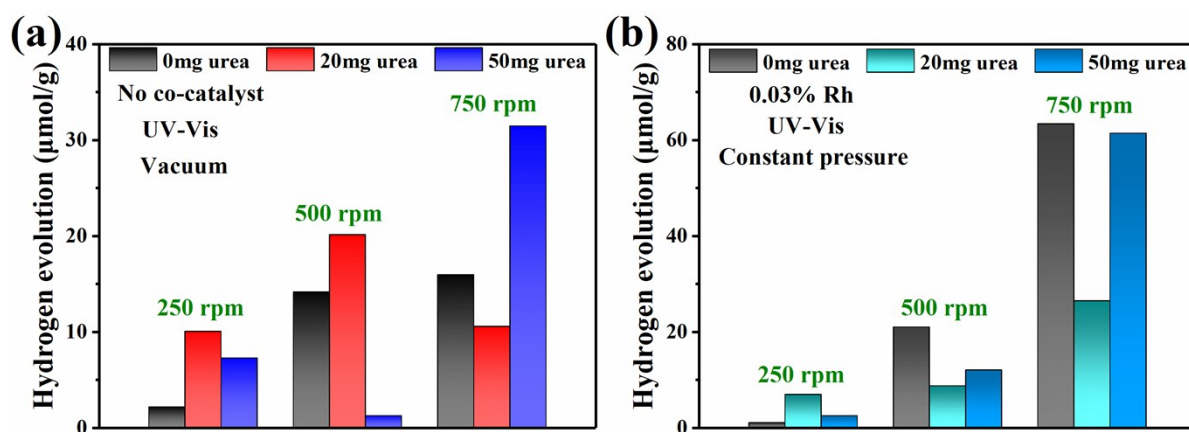 (a)
Hydrogen evolution (μmol/g)
40
30
20
10
0
0mg urea 20mg urea 50mg urea
No co-catalyst
UV-Vis
Vacuum
250 rpm
500 rpm
750 rpm
(b)
Hydrogen evolution (μmol/g)
80
60
40
20
0
0mg urea 20mg urea 50mg urea
0.03% Rh
UV-Vis
Constant pressure
250 rpm
500 rpm
750 rpm